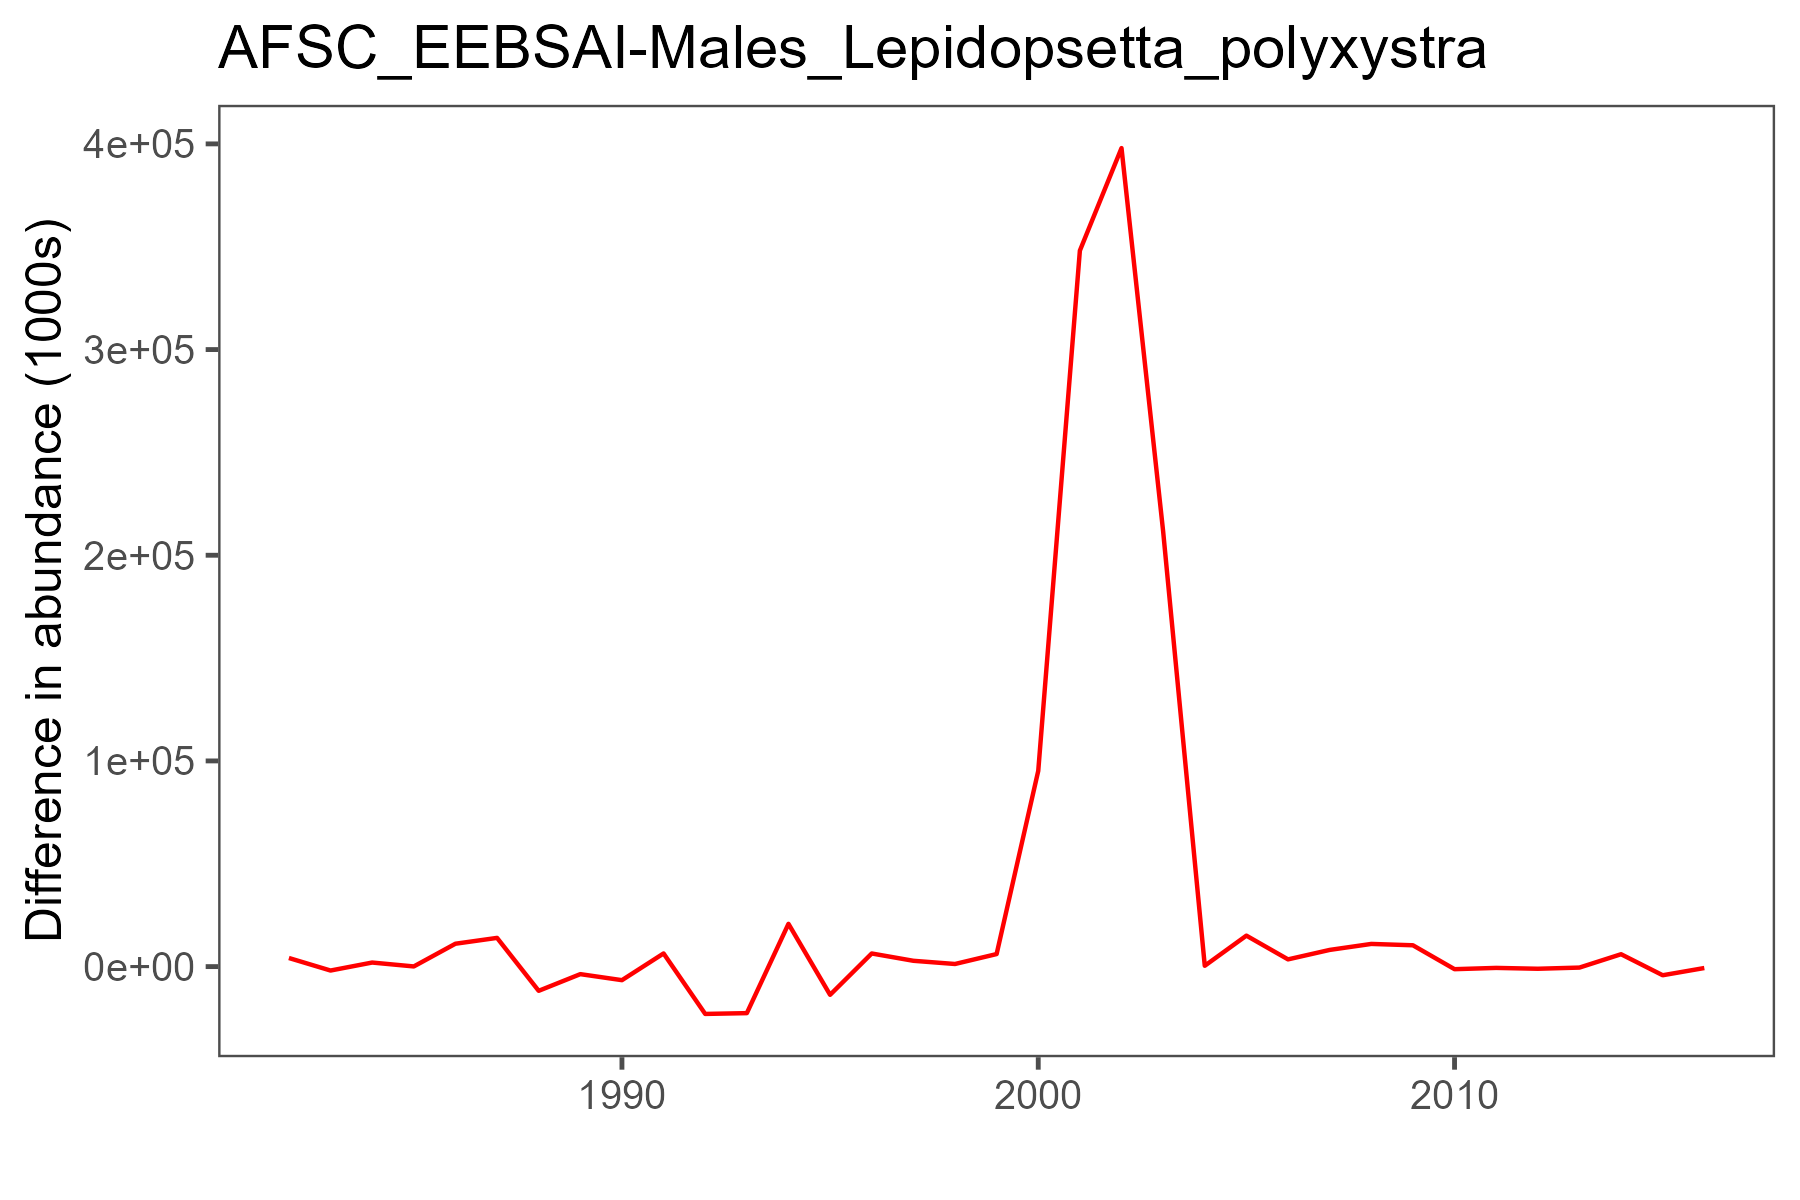 AFSC_EEBSAI-Males_Lepidopsetta_polyxystra
Difference in abundance (1000s)
4e+05
3e+05
2e+05
1e+05
0e+00
1990
2000
2010